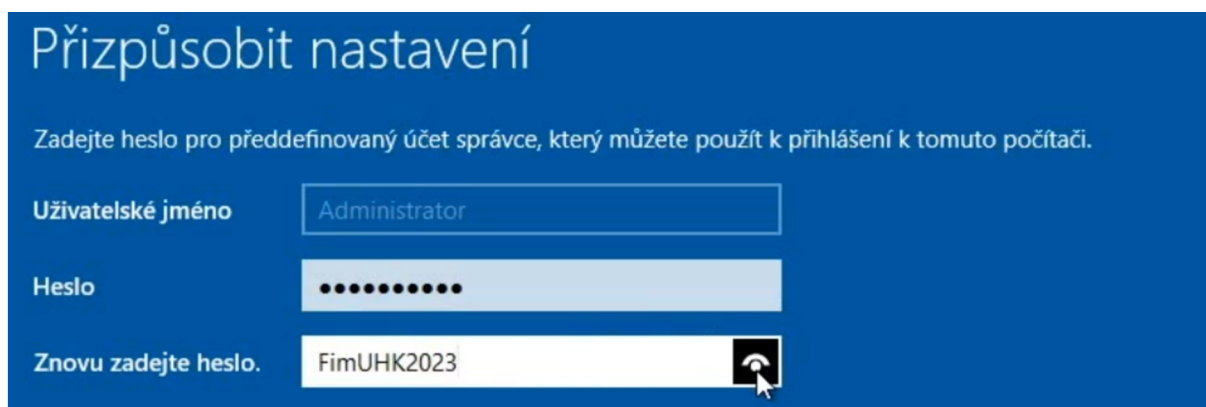 Přizpůsobit nastavení
Zadejte heslo pro předdefinovaný účet správce, který můžete použít k přihlášení k tomuto počítači.
Uživatelské jméno Administrator
Heslo ●●●●●●●●●●
Znovu zadejte heslo. FimUHK2023